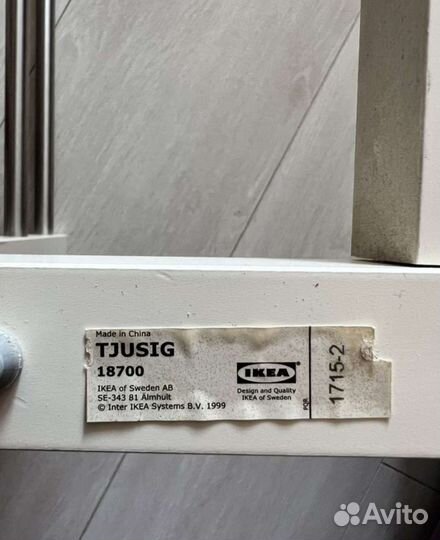 Made in China
TJUSIG
18700
IKEA of Sweden AB
SE-343 81 Älmhult
© Inter IKEA Systems B.V. 1999
IKEA
Design and Quality
IKEA of Sweden
PQR
1715-2
Avito